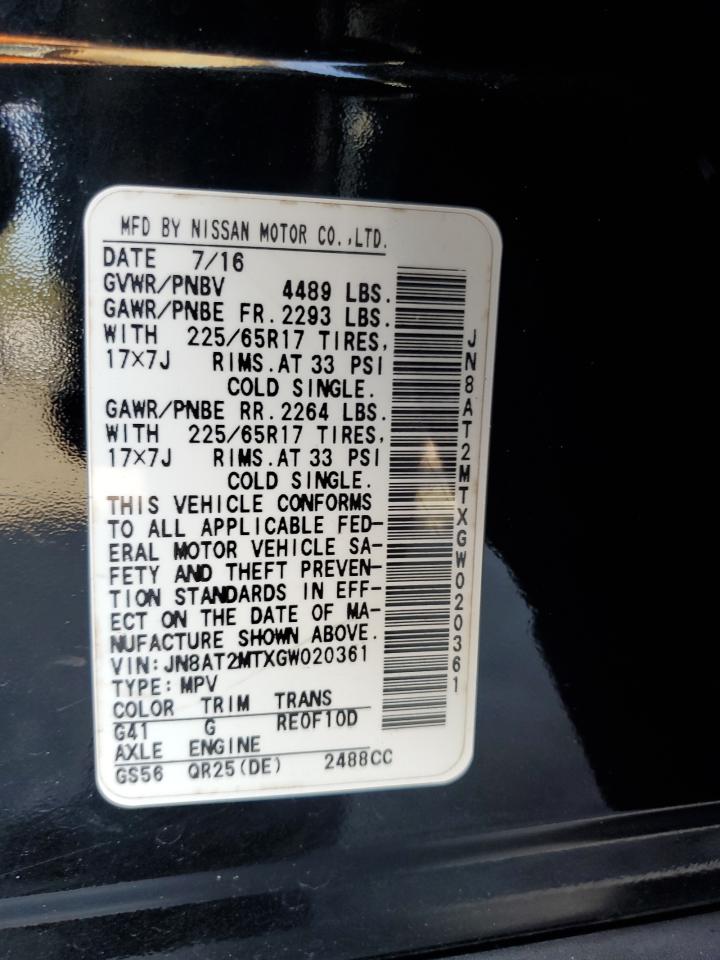 MFD BY NISSAN MOTOR CO.,LTD.
DATE 7/16
GVWR/PNBV 4489 LBS.
GAWR/PNBE FR.2293 LBS.
WITH 225/65R17 TIRES,
17×7J RIMS.AT 33 PSI
COLD SINGLE.
GAWR/PNBE RR.2264 LBS.
WITH 225/65R17 TIRES,
17×7J RIMS.AT 33 PSI
COLD SINGLE.
THIS VEHICLE CONFORMS
TO ALL APPLICABLE FED-
ERAL MOTOR VEHICLE SA-
FETY AND THEFT PREVEN-
TION STANDARDS IN EFF-
ECT ON THE DATE OF MA-
NUFACTURE SHOWN ABOVE.
VIN:JN8AT2MTXGW020361
TYPE:MPV
COLOR TRIM TRANS
G41 G RE0F10D
AXLE ENGINE
GS56 QR25(DE) 2488CC
JN8AT2MTXGW020361